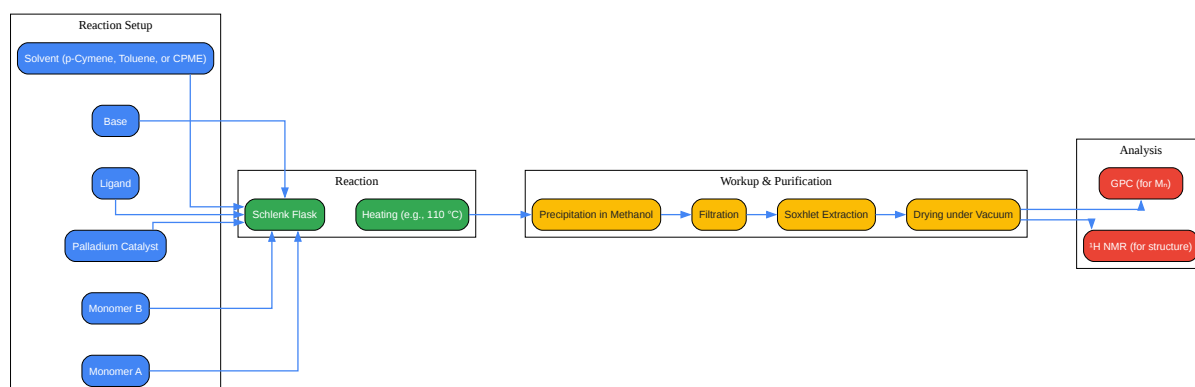 Reaction Setup
Solvent (p-Cymene, Toluene, or CPME)
Base
Ligand
Palladium Catalyst
Monomer B
Monomer A
Reaction
Schlenk Flask
Heating (e.g., 110 °C)
Workup & Purification
Precipitation in Methanol
Filtration
Soxhlet Extraction
Drying under Vacuum
Analysis
GPC (for Mₙ)
¹H NMR (for structure)